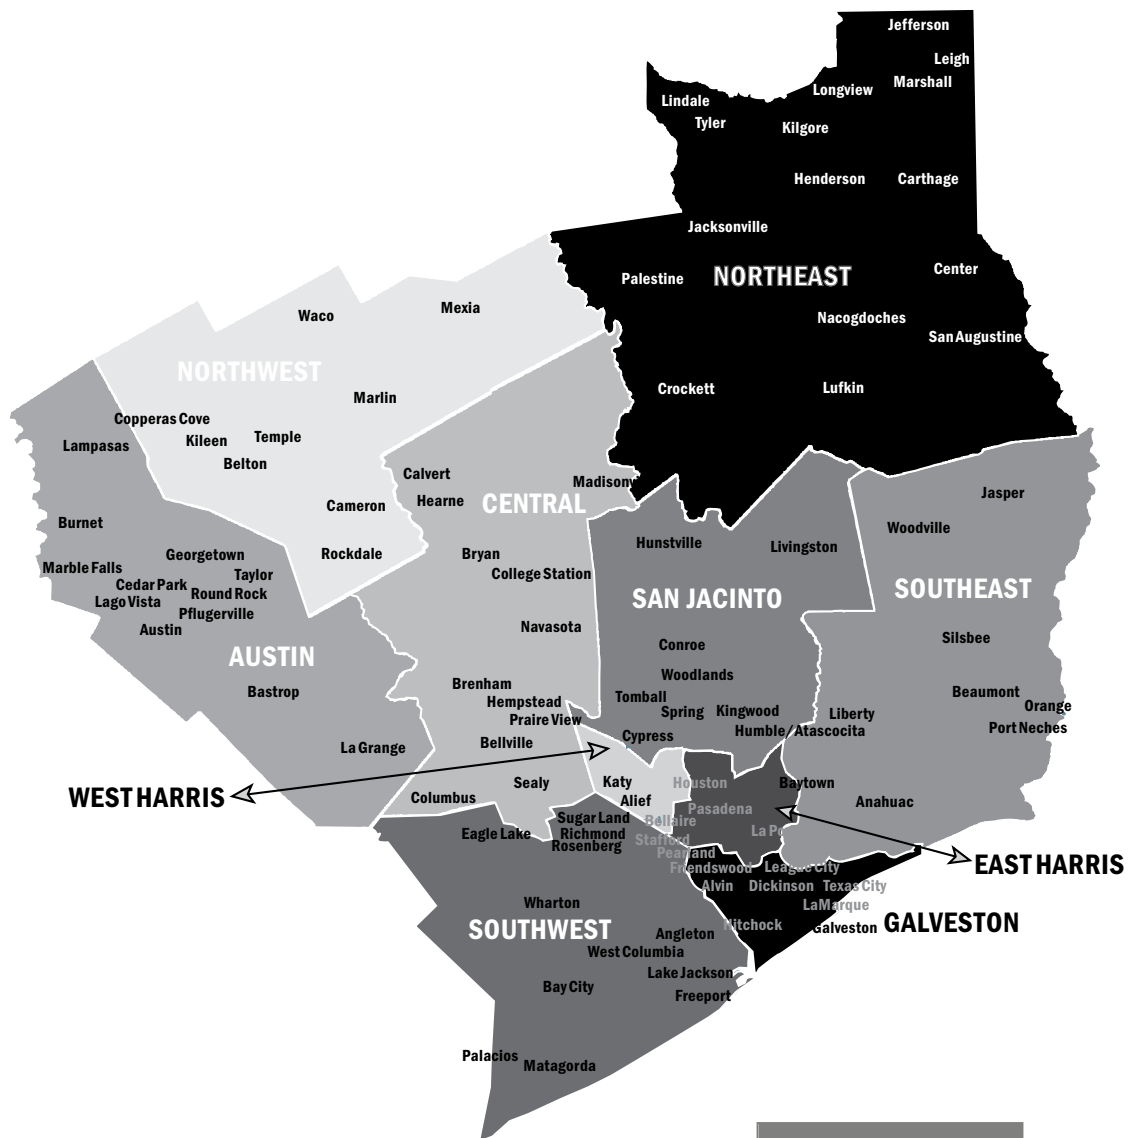 Jefferson
Leigh
Marshall
Longview
Lindale
Tyler
Kilgore
Henderson
Carthage
Jacksonville
Palestine
NORTHEAST
Center
Nacogdoches
San Augustine
Crockett
Lufkin
Waco
Mexia
NORTHWEST
Marlin
Copperas Cove
Kileen
Temple
Belton
Cameron
Rockdale
Lampasas
Burnet
Georgetown
Marble Falls
Taylor
Cedar Park
Round Rock
Lago Vista
Pflugerville
Austin
AUSTIN
Bastrop
La Grange
Calvert
Hearne
CENTRAL
Madisonv
Bryan
College Station
Navasota
Brenham
Hempstead
Praire View
Bellville
Sealy
Columbus
Hunstville
Livingston
SAN JACINTO
Conroe
Woodlands
Tomball
Spring
Kingwood
Humble/Atascocita
Cypress
Jasper
Woodville
SOUTHEAST
Silsbee
Beaumont
Orange
Port Neches
Liberty
Baytown
Anahuac
WEST HARRIS
Katy
Alief
Houston
Pasadena
Bellaire
La Po
EAST HARRIS
Eagle Lake
Sugar Land
Richmond
Rosenberg
Stafford
Pearland
Friendswood
League City
Alvin
Dickinson
Texas City
LaMarque
Hitchock
Galveston
GALVESTON
Wharton
SOUTHWEST
Angleton
West Columbia
Lake Jackson
Bay City
Freeport
Palacios
Matagorda